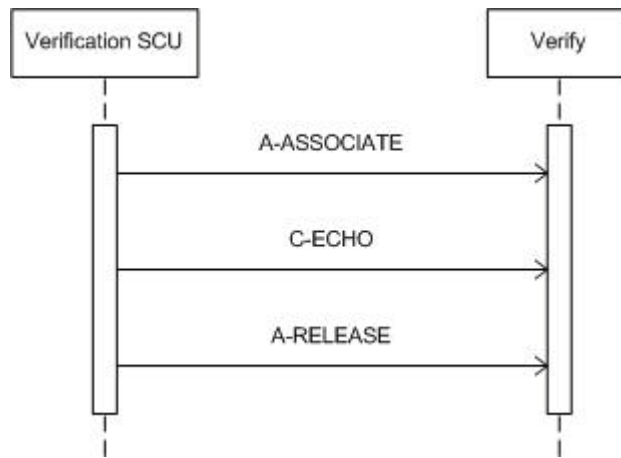 Verification SCU
Verify
A-ASSOCIATE
C-ECHO
A-RELEASE